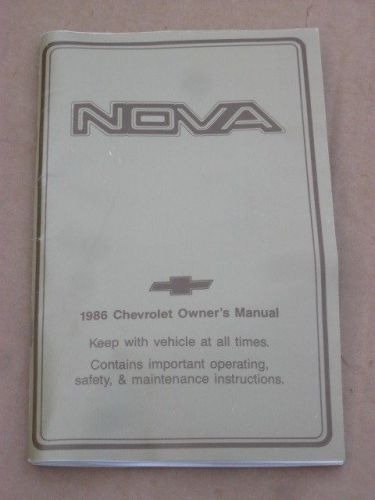 NOVA
1986 Chevrolet Owner's Manual
Keep with vehicle at all times.
Contains important operating,
safety, & maintenance instructions.